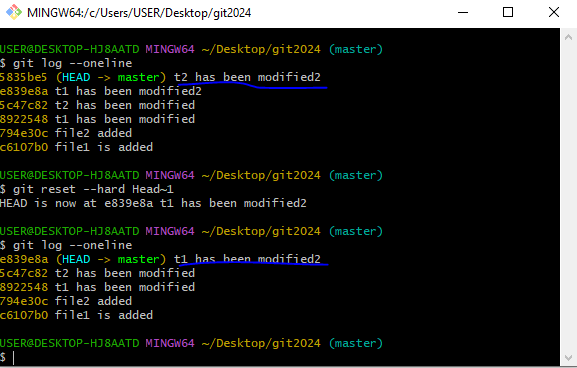 MINGW64:/c/Users/USER/Desktop/git2024
USER@DESKTOP-HJ8AATD MINGW64 ~/Desktop/git2024 (master)
$ git log --oneline
5835be5 (HEAD -> master) t2 has been modified2
e839e8a t1 has been modified2
5c47c82 t2 has been modified
8922548 t1 has been modified
794e30c file2 added
c6107b0 file1 is added
USER@DESKTOP-HJ8AATD MINGW64 ~/Desktop/git2024 (master)
$ git reset --hard Head~1
HEAD is now at e839e8a t1 has been modified2
USER@DESKTOP-HJ8AATD MINGW64 ~/Desktop/git2024 (master)
$ git log --oneline
e839e8a (HEAD -> master) t1 has been modified2
5c47c82 t2 has been modified
8922548 t1 has been modified
794e30c file2 added
c6107b0 file1 is added
USER@DESKTOP-HJ8AATD MINGW64 ~/Desktop/git2024 (master)
$